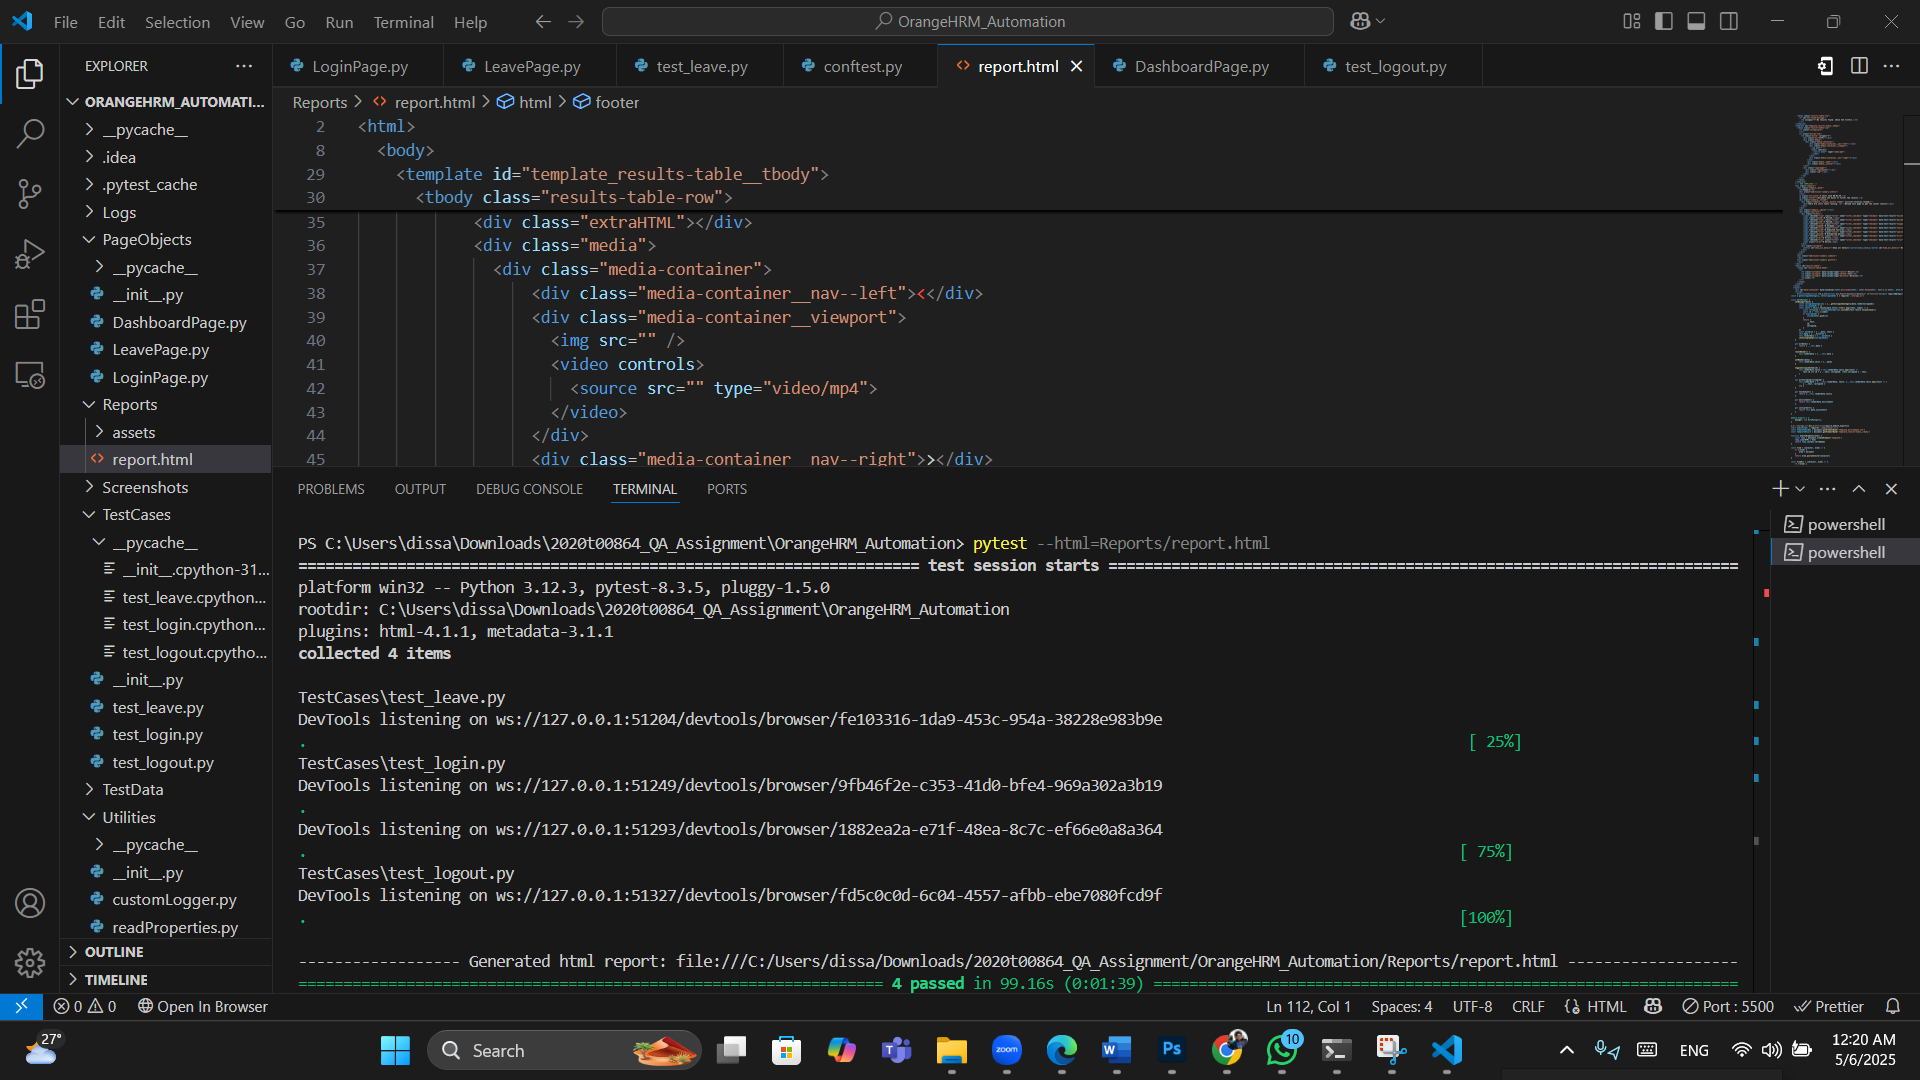 File Edit Selection View Go Run Terminal Help
OrangeHRM_Automation
EXPLORER
ORANGEHRM_AUTOMATI...
__pycache__
.idea
.pytest_cache
Logs
PageObjects
__pycache__
__init__.py
DashboardPage.py
LeavePage.py
LoginPage.py
Reports
assets
report.html
Screenshots
TestCases
__pycache__
__init__.cpython-31...
test_leave.cpython...
test_login.cpython...
test_logout.cpytho...
__init__.py
test_leave.py
test_login.py
test_logout.py
TestData
Utilities
__pycache__
__init__.py
customLogger.py
readProperties.py
OUTLINE
TIMELINE
LoginPage.py LeavePage.py test_leave.py conftest.py report.html DashboardPage.py test_logout.py
Reports > report.html > html > footer
2 <html>
8 <body>
29 <template id="template_results-table__tbody">
30 <tbody class="results-table-row">
35 <div class="extraHTML"></div>
36 <div class="media">
37 <div class="media-container">
38 <div class="media-container__nav--left"><</div>
39 <div class="media-container__viewport">
40 <img src="" />
41 <video controls>
42 <source src="" type="video/mp4">
43 </video>
44 </div>
45 <div class="media-container__nav--right">></div>
PROBLEMS OUTPUT DEBUG CONSOLE TERMINAL PORTS
powershell
powershell
PS C:\Users\dissa\Downloads\2020t00864_QA_Assignment\OrangeHRM_Automation> pytest --html=Reports/report.html
===================================================================== test session starts ======================================================================
platform win32 -- Python 3.12.3, pytest-8.3.5, pluggy-1.5.0
rootdir: C:\Users\dissa\Downloads\2020t00864_QA_Assignment\OrangeHRM_Automation
plugins: html-4.1.1, metadata-3.1.1
collected 4 items
TestCases\test_leave.py
DevTools listening on ws://127.0.0.1:51204/devtools/browser/fe103316-1da9-453c-954a-38228e983b9e
. [ 25%]
TestCases\test_login.py
DevTools listening on ws://127.0.0.1:51249/devtools/browser/9fb46f2e-c353-41d0-bfe4-969a302a3b19
.
DevTools listening on ws://127.0.0.1:51293/devtools/browser/1882ea2a-e71f-48ea-8c7c-ef66e0a8a364
. [ 75%]
TestCases\test_logout.py
DevTools listening on ws://127.0.0.1:51327/devtools/browser/fd5c0c0d-6c04-4557-afbb-ebe7080fcd9f
. [100%]
------------------ Generated html report: file:///C:/Users/dissa/Downloads/2020t00864_QA_Assignment/OrangeHRM_Automation/Reports/report.html -------------------
================================================================= 4 passed in 99.16s (0:01:39) =================================================================
0 0 Open In Browser Ln 112, Col 1 Spaces: 4 UTF-8 CRLF HTML Port : 5500 Prettier
27° Search zoom Ps 10 ENG 12:20 AM
5/6/2025